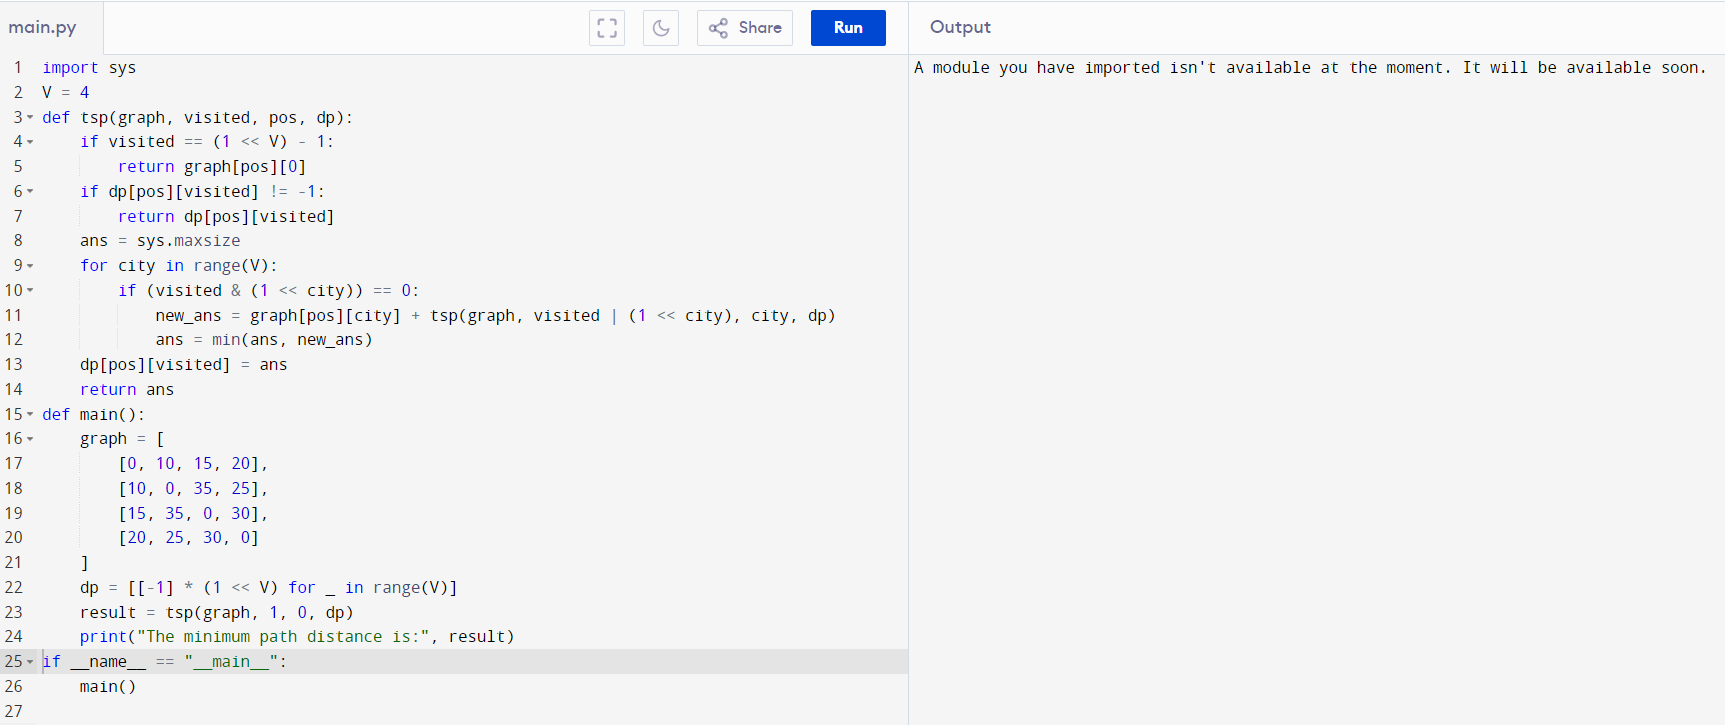 main.py
Share
Run
Output
1 import sys
2 V = 4
3 def tsp(graph, visited, pos, dp):
4     if visited == (1 << V) - 1:
5         return graph[pos][0]
6     if dp[pos][visited] != -1:
7         return dp[pos][visited]
8     ans = sys.maxsize
9     for city in range(V):
10         if (visited & (1 << city)) == 0:
11             new_ans = graph[pos][city] + tsp(graph, visited | (1 << city), city, dp)
12             ans = min(ans, new_ans)
13     dp[pos][visited] = ans
14     return ans
15 def main():
16     graph = [
17         [0, 10, 15, 20],
18         [10, 0, 35, 25],
19         [15, 35, 0, 30],
20         [20, 25, 30, 0]
21     ]
22     dp = [[-1] * (1 << V) for _ in range(V)]
23     result = tsp(graph, 1, 0, dp)
24     print("The minimum path distance is:", result)
25 if __name__ == "__main__":
26     main()
27
A module you have imported isn't available at the moment. It will be available soon.